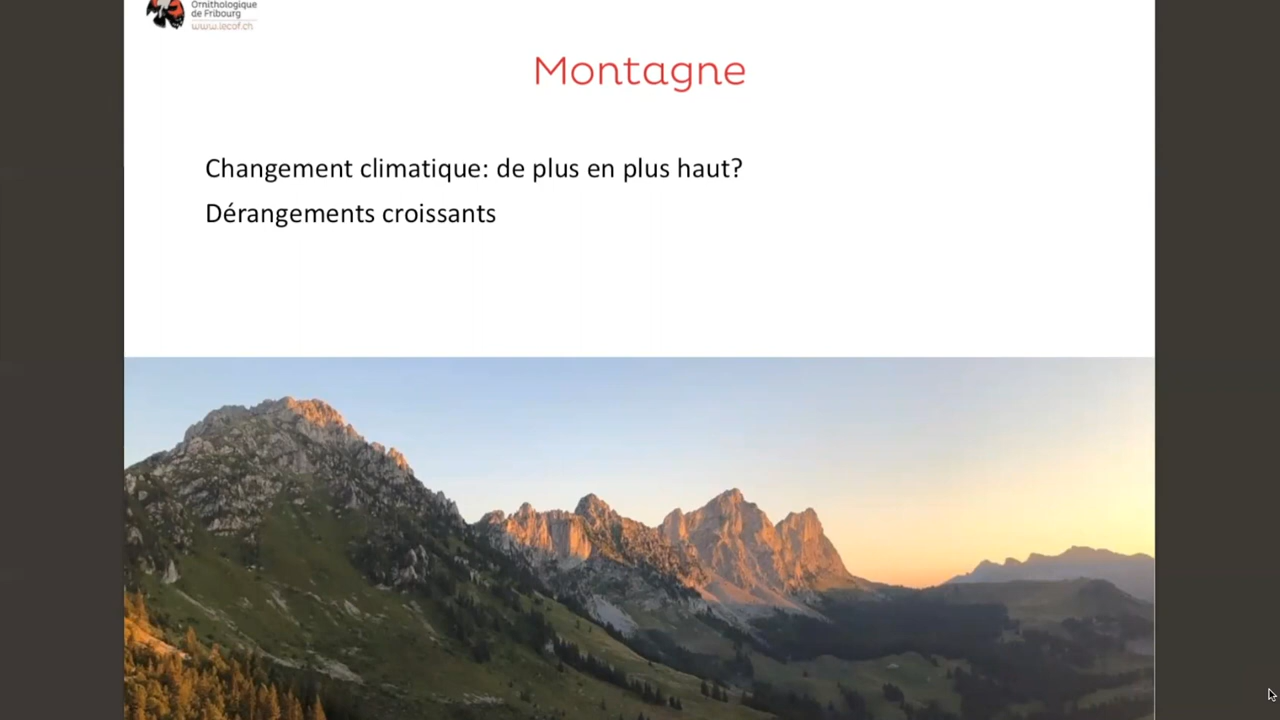 Ornithologique
de Fribourg
www.lecof.ch
Montagne
Changement climatique: de plus en plus haut?
Dérangements croissants